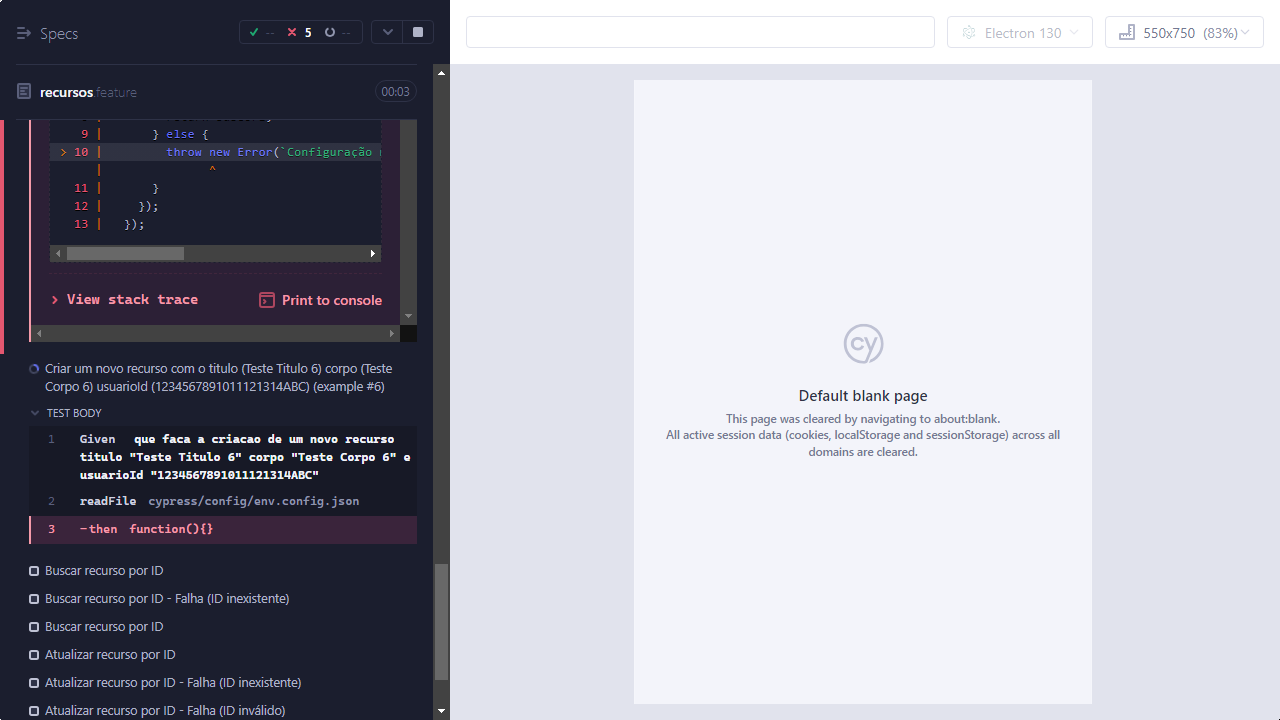 Specs
-- 5 --
Electron 130
550x750 (83%)
recursos.feature
00:03
9 | } else {
> 10 | throw new Error(`Configuração
| ^
11 | }
12 | });
13 | });
View stack trace
Print to console
Criar um novo recurso com o titulo (Teste Titulo 6) corpo (Teste
Corpo 6) usuarioId (1234567891011121314ABC) (example #6)
TEST BODY
1 Given que faca a criacao de um novo recurso
titulo "Teste Titulo 6" corpo "Teste Corpo 6" e
usuarioId "1234567891011121314ABC"
2 readFile cypress/config/env.config.json
3 -then function(){}
Buscar recurso por ID
Buscar recurso por ID - Falha (ID inexistente)
Buscar recurso por ID
Atualizar recurso por ID
Atualizar recurso por ID - Falha (ID inexistente)
Atualizar recurso por ID - Falha (ID inválido)
cy
Default blank page
This page was cleared by navigating to about:blank.
All active session data (cookies, localStorage and sessionStorage) across all
domains are cleared.